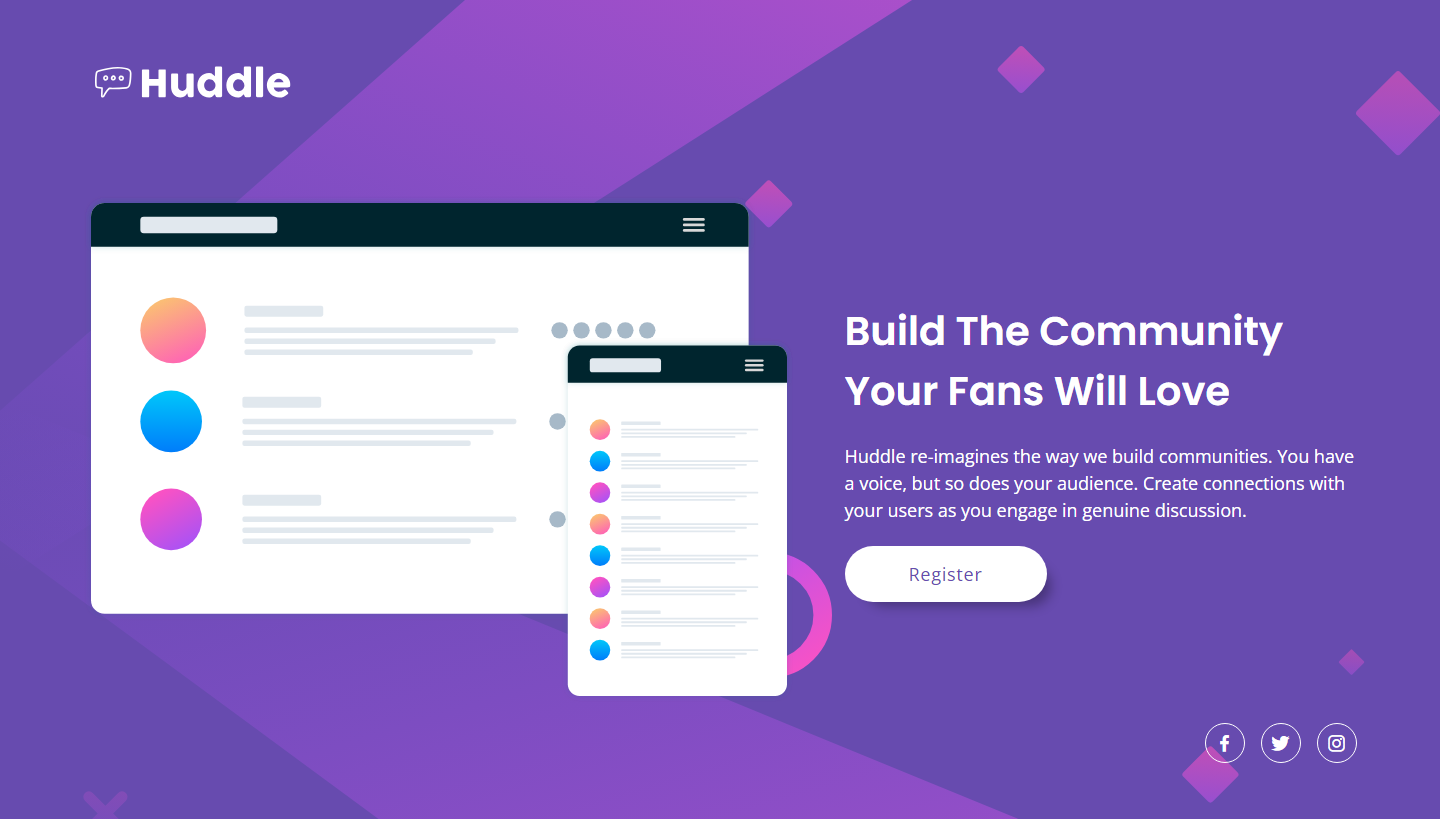 Huddle
Build The Community
Your Fans Will Love
Huddle re-imagines the way we build communities. You have
a voice, but so does your audience. Create connections with
your users as you engage in genuine discussion.
Register